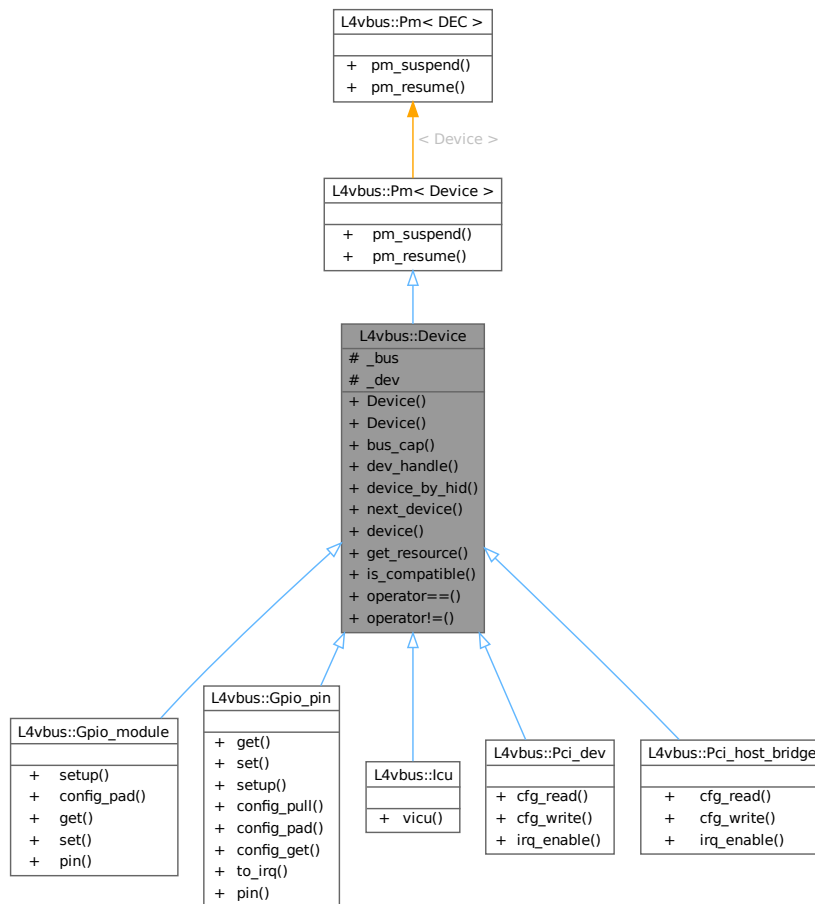 L4vbus::Pm< DEC >
+ pm_suspend()
+ pm_resume()
< Device >
L4vbus::Pm< Device >
+ pm_suspend()
+ pm_resume()
L4vbus::Device
# _bus
# _dev
+ Device()
+ Device()
+ bus_cap()
+ dev_handle()
+ device_by_hid()
+ next_device()
+ device()
+ get_resource()
+ is_compatible()
+ operator==()
+ operator!=()
L4vbus::Gpio_module
+ setup()
+ config_pad()
+ get()
+ set()
+ pin()
L4vbus::Gpio_pin
+ get()
+ set()
+ setup()
+ config_pull()
+ config_pad()
+ config_get()
+ to_irq()
+ pin()
L4vbus::Icu
+ vicu()
L4vbus::Pci_dev
+ cfg_read()
+ cfg_write()
+ irq_enable()
L4vbus::Pci_host_bridge
+ cfg_read()
+ cfg_write()
+ irq_enable()